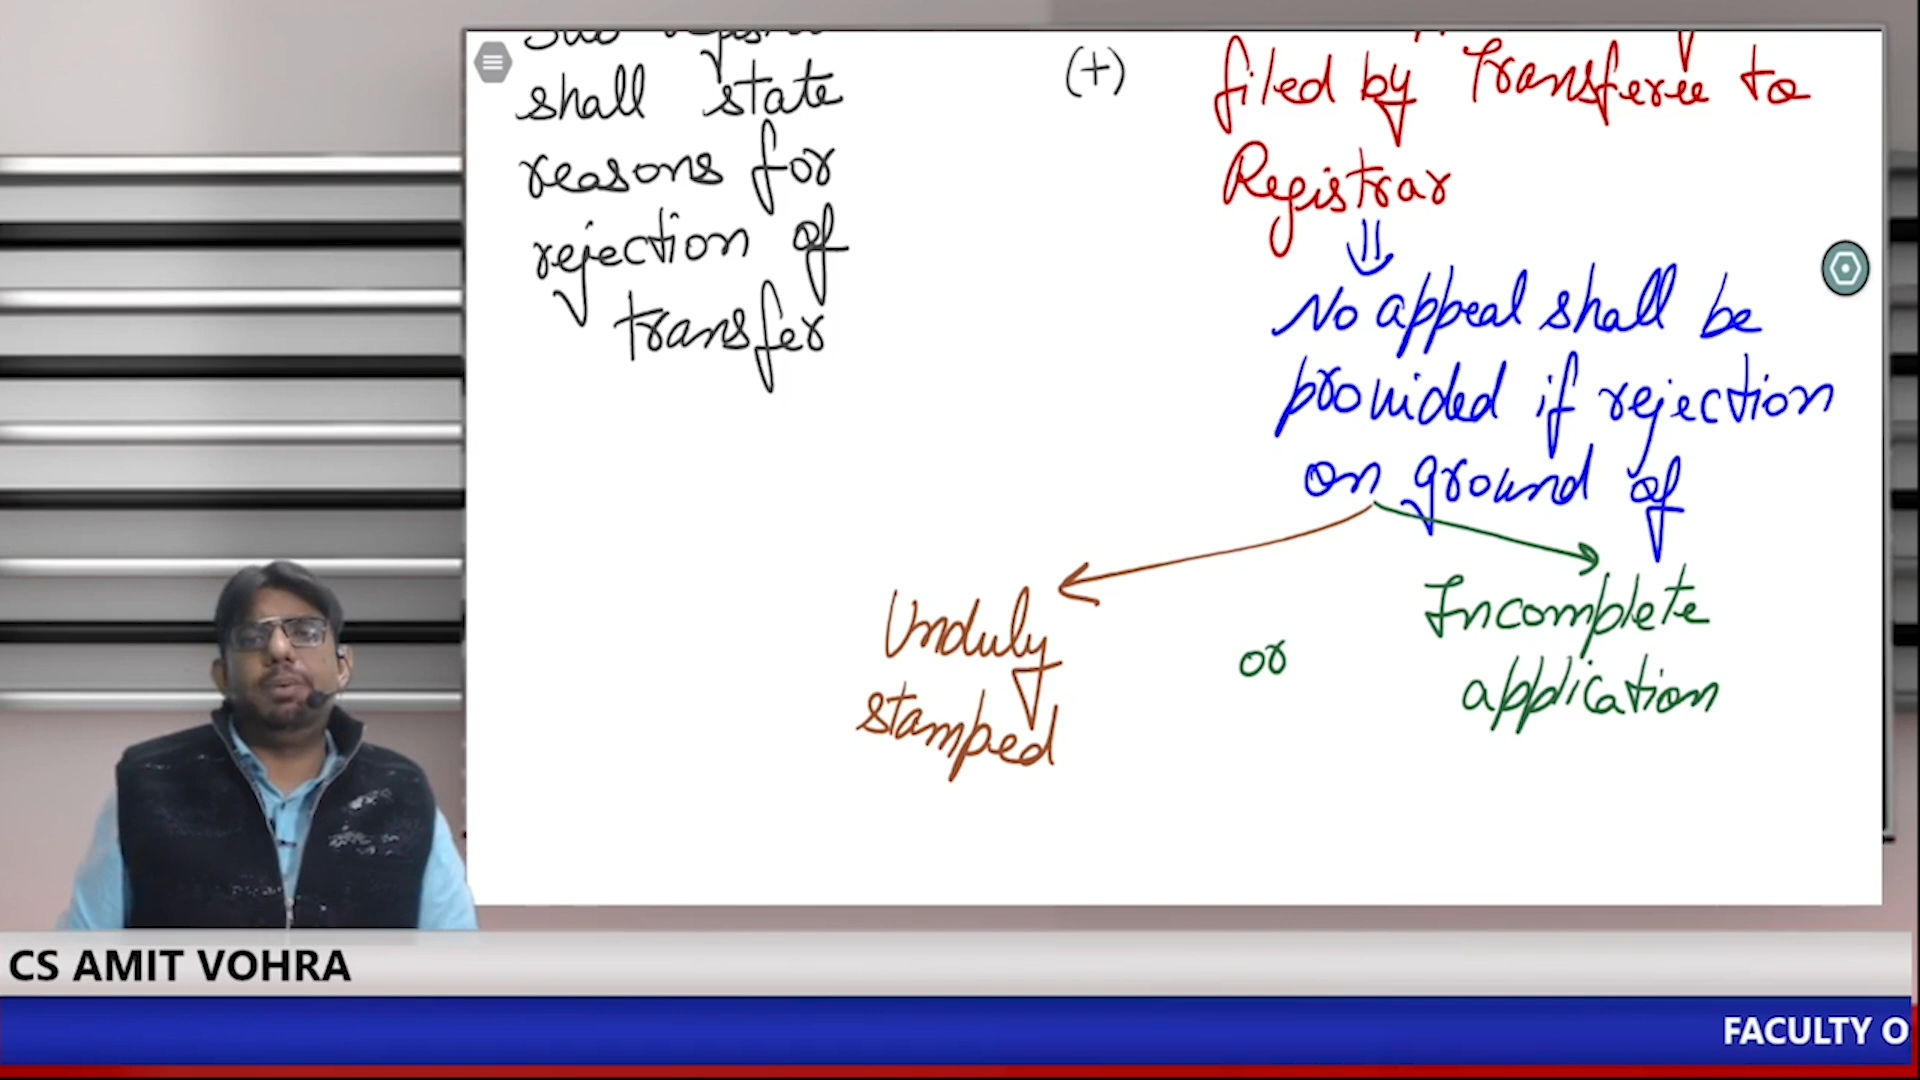 shall state
reasons for
rejection of
transfer
(+)
filed by Transferee to
Registrar
No appeal shall be
provided if rejection
on ground of
Unduly
stamped
or
Incomplete
application
CS AMIT VOHRA
FACULTY O